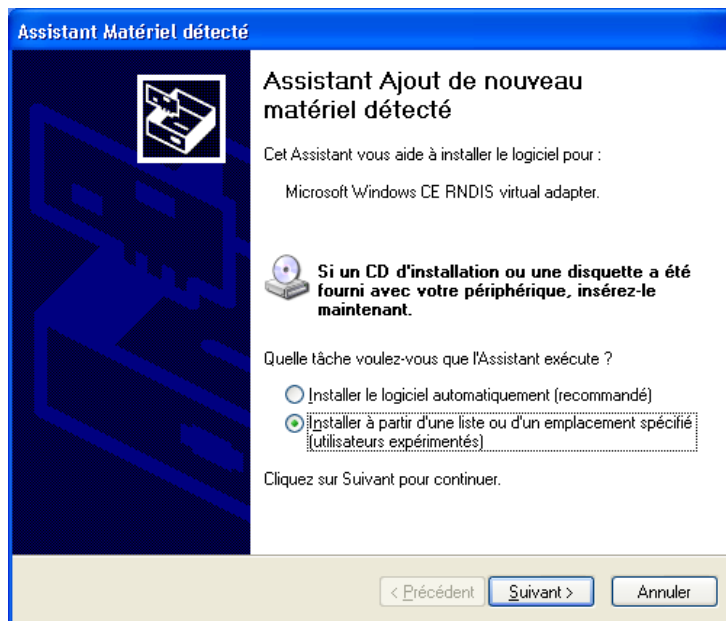 Assistant Matériel détecté
Assistant Ajout de nouveau
matériel détecté
Cet Assistant vous aide à installer le logiciel pour :
Microsoft Windows CE RNDIS virtual adapter.
Si un CD d'installation ou une disquette a été
fourni avec votre périphérique, insérez-le
maintenant.
Quelle tâche voulez-vous que l'Assistant exécute ?
Installer le logiciel automatiquement (recommandé)
Installer à partir d'une liste ou d'un emplacement spécifié
(utilisateurs expérimentés)
Cliquez sur Suivant pour continuer.
< Précédent Suivant > Annuler